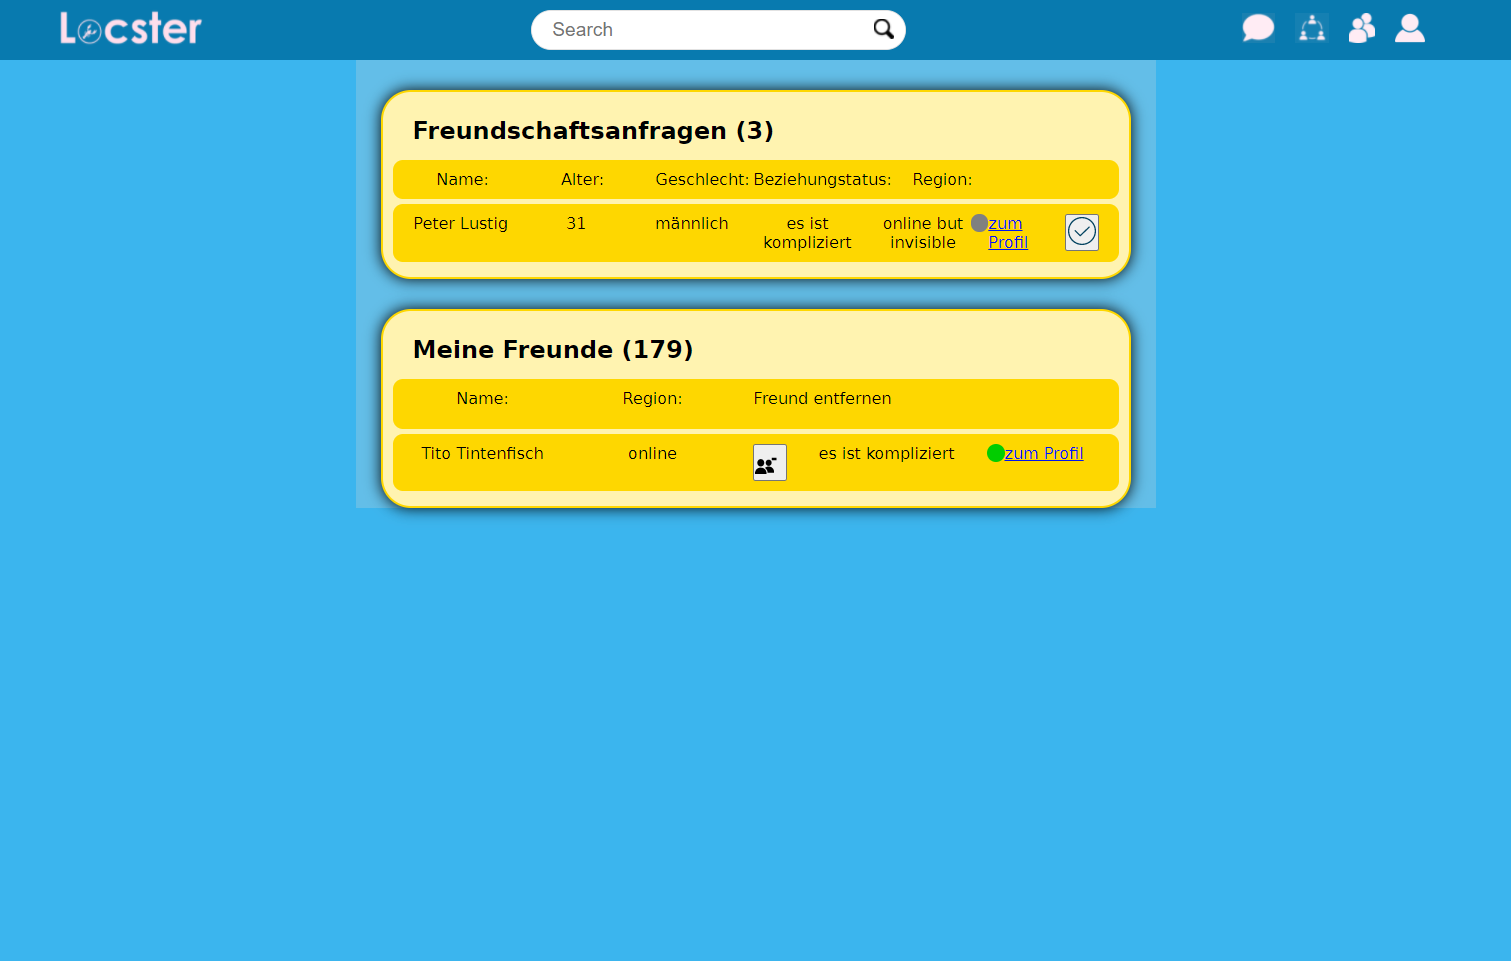 Locster
Search
Freundschaftsanfragen (3)
Name: Alter: Geschlecht: Beziehungstatus: Region:
Peter Lustig 31 männlich es ist kompliziert online but invisible zum Profil
Meine Freunde (179)
Name: Region: Freund entfernen
Tito Tintenfisch online es ist kompliziert zum Profil